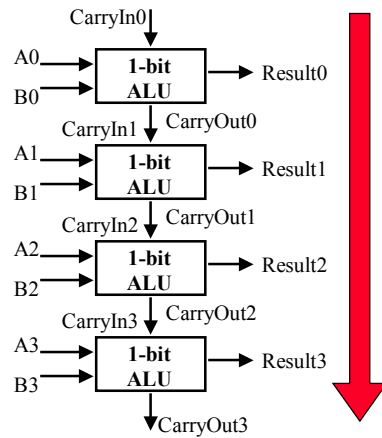 CarryIn0
A0
B0
1-bit
ALU
Result0
CarryIn1
CarryOut0
A1
B1
1-bit
ALU
Result1
CarryIn2
CarryOut1
A2
B2
1-bit
ALU
Result2
CarryIn3
CarryOut2
A3
B3
1-bit
ALU
Result3
CarryOut3